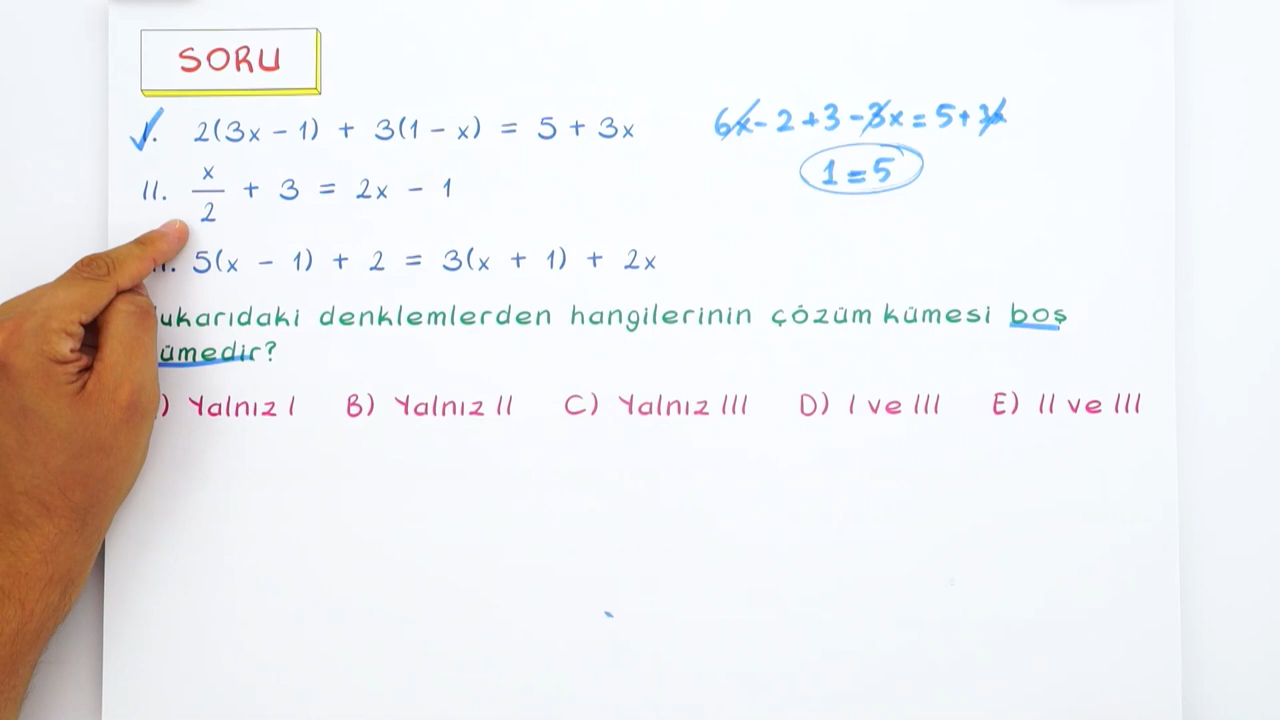 SORU
I. 2(3x - 1) + 3(1 - x) = 5 + 3x
6x - 2 + 3 - 3x = 5 + 3x
1 = 5
II. x/2 + 3 = 2x - 1
5(x - 1) + 2 = 3(x + 1) + 2x
ukarıdaki denklemlerden hangilerinin çözüm kümesi boş
ümedir?
) Yalnız I B) Yalnız II C) Yalnız III D) I ve III E) II ve III